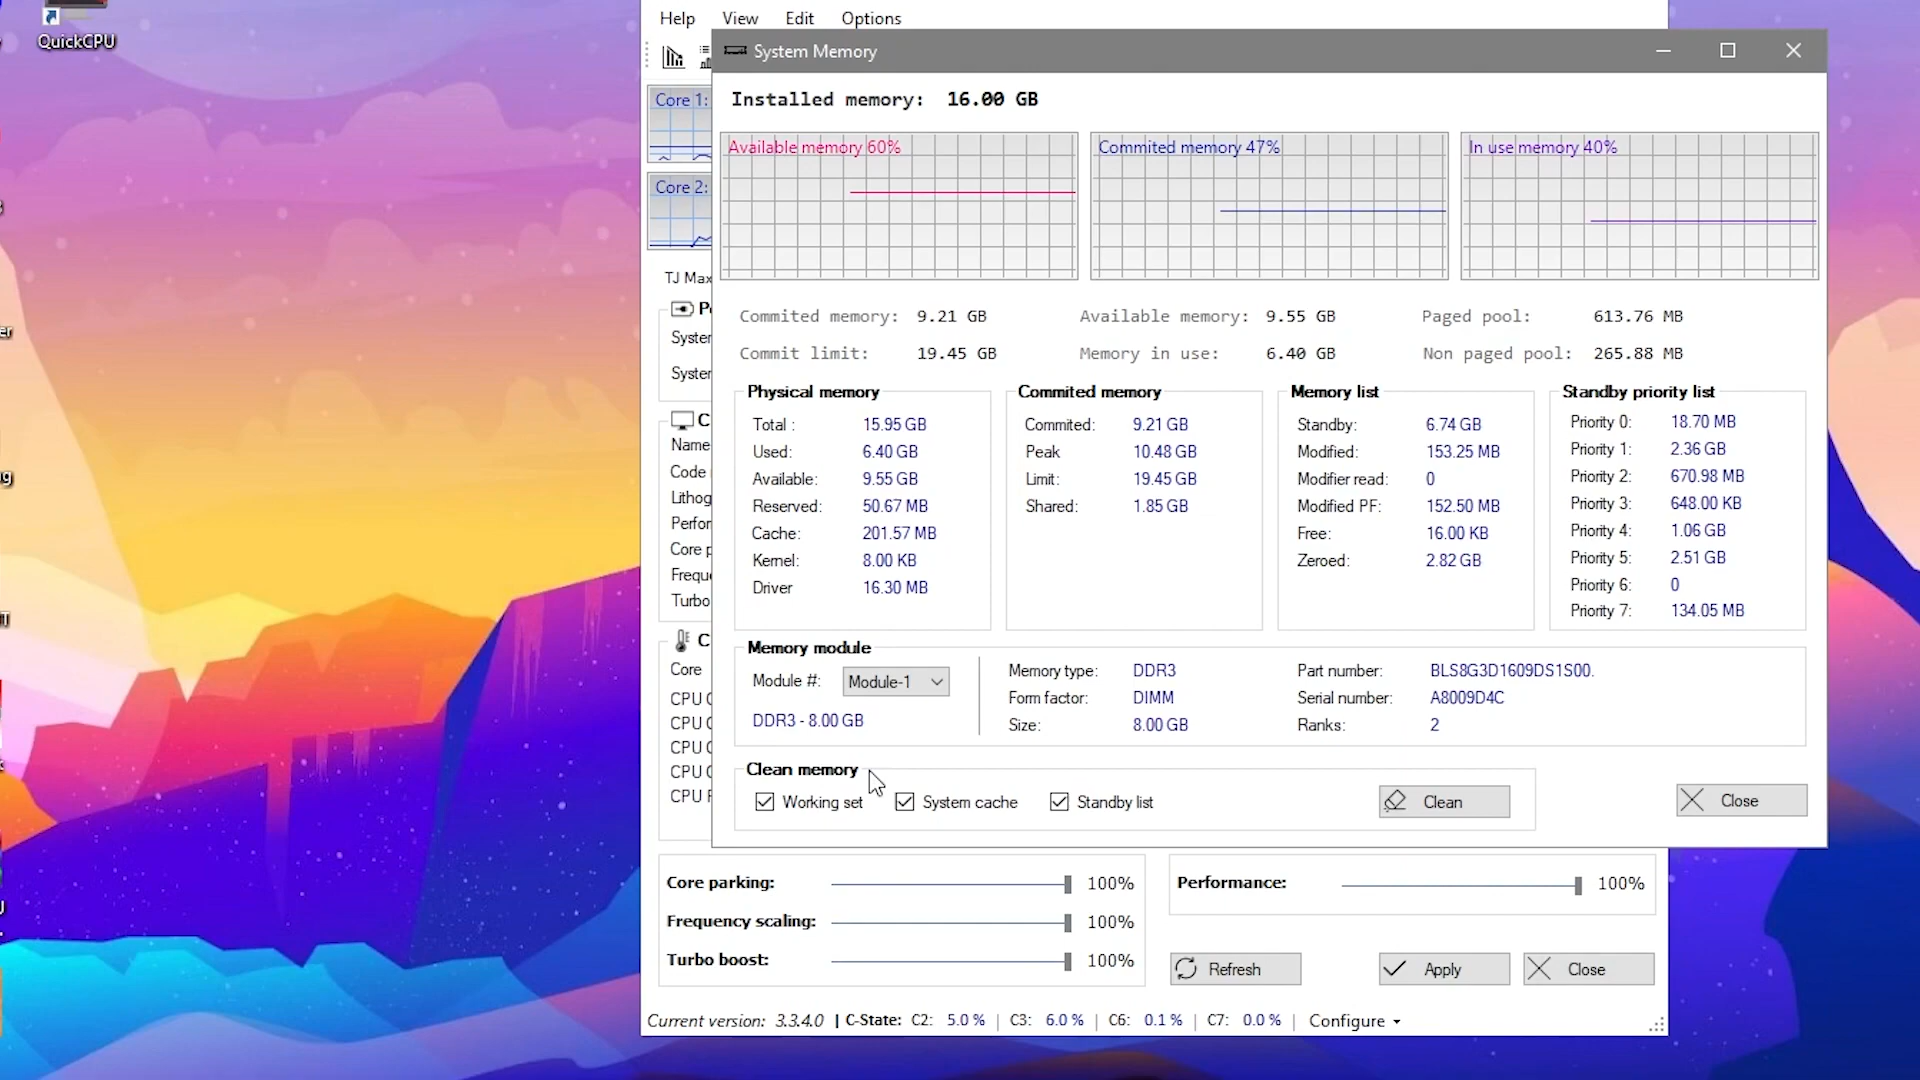 QuickCPU
Help View Edit Options
System Memory
Installed memory: 16.00 GB
Core 1:
Core 2:
Available memory 60%
Commited memory 47%
In use memory 40%
TJ Max
Commited memory: 9.21 GB Available memory: 9.55 GB Paged pool: 613.76 MB
Commit limit: 19.45 GB Memory in use: 6.40 GB Non paged pool: 265.88 MB
Physical memory
Total : 15.95 GB
Used: 6.40 GB
Available: 9.55 GB
Reserved: 50.67 MB
Cache: 201.57 MB
Kernel: 8.00 KB
Driver 16.30 MB
Commited memory
Commited: 9.21 GB
Peak 10.48 GB
Limit: 19.45 GB
Shared: 1.85 GB
Memory list
Standby: 6.74 GB
Modified: 153.25 MB
Modifier read: 0
Modified PF: 152.50 MB
Free: 16.00 KB
Zeroed: 2.82 GB
Standby priority list
Priority 0: 18.70 MB
Priority 1: 2.36 GB
Priority 2: 670.98 MB
Priority 3: 648.00 KB
Priority 4: 1.06 GB
Priority 5: 2.51 GB
Priority 6: 0
Priority 7: 134.05 MB
Name
Code
Core
Memory module
Module #: Module-1
DDR3 - 8.00 GB
Memory type: DDR3
Form factor: DIMM
Size: 8.00 GB
Part number: BLS8G3D1609DS1S00.
Serial number: A8009D4C
Ranks: 2
Clean memory
Working set System cache Standby list Clean
Close
Core parking: 100%
Frequency scaling: 100%
Turbo boost: 100%
Performance: 100%
Refresh Apply Close
Current version: 3.3.4.0 | C-State: C2: 5.0 % | C3: 6.0 % | C6: 0.1 % | C7: 0.0 % | Configure